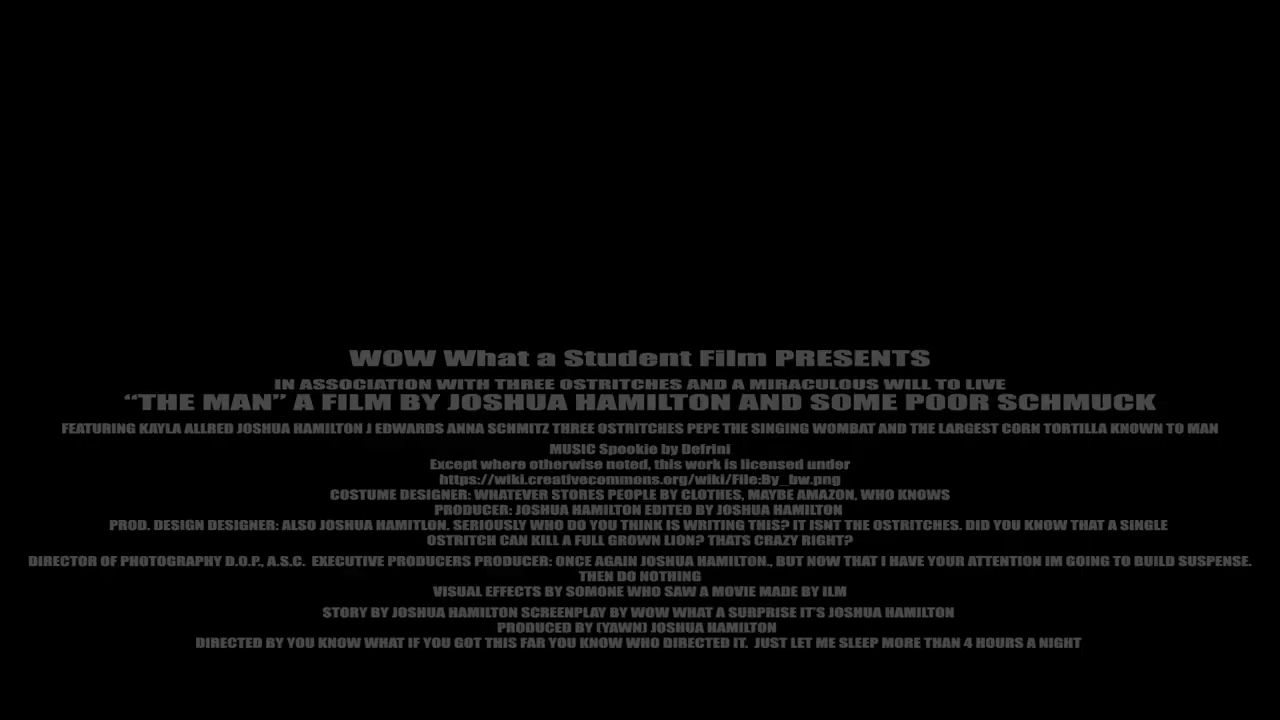 WOW What a Student Film PRESENTS
IN ASSOCIATION WITH THREE OSTRITCHES AND A MIRACULOUS WILL TO LIVE
“THE MAN” A FILM BY JOSHUA HAMILTON AND SOME POOR SCHMUCK
FEATURING KAYLA ALLRED JOSHUA HAMILTON J EDWARDS ANNA SCHMITZ THREE OSTRITCHES PEPE THE SINGING WOMBAT AND THE LARGEST CORN TORTILLA KNOWN TO MAN
MUSIC Spookie by Defrini
Except where otherwise noted, this work is licensed under
https://wiki.creativecommons.org/wiki/File:By_bw.png
COSTUME DESIGNER: WHATEVER STORES PEOPLE BY CLOTHES, MAYBE AMAZON, WHO KNOWS
PRODUCER: JOSHUA HAMILTON EDITED BY JOSHUA HAMILTON
PROD. DESIGN DESIGNER: ALSO JOSHUA HAMITLON. SERIOUSLY WHO DO YOU THINK IS WRITING THIS? IT ISNT THE OSTRITCHES. DID YOU KNOW THAT A SINGLE
OSTRITCH CAN KILL A FULL GROWN LION? THATS CRAZY RIGHT?
DIRECTOR OF PHOTOGRAPHY D.O.P., A.S.C. EXECUTIVE PRODUCERS PRODUCER: ONCE AGAIN JOSHUA HAMILTON., BUT NOW THAT I HAVE YOUR ATTENTION IM GOING TO BUILD SUSPENSE.
THEN DO NOTHING
VISUAL EFFECTS BY SOMONE WHO SAW A MOVIE MADE BY ILM
STORY BY JOSHUA HAMILTON SCREENPLAY BY WOW WHAT A SURPRISE IT'S JOSHUA HAMILTON
PRODUCED BY (YAWN) JOSHUA HAMILTON
DIRECTED BY YOU KNOW WHAT IF YOU GOT THIS FAR YOU KNOW WHO DIRECTED IT. JUST LET ME SLEEP MORE THAN 4 HOURS A NIGHT